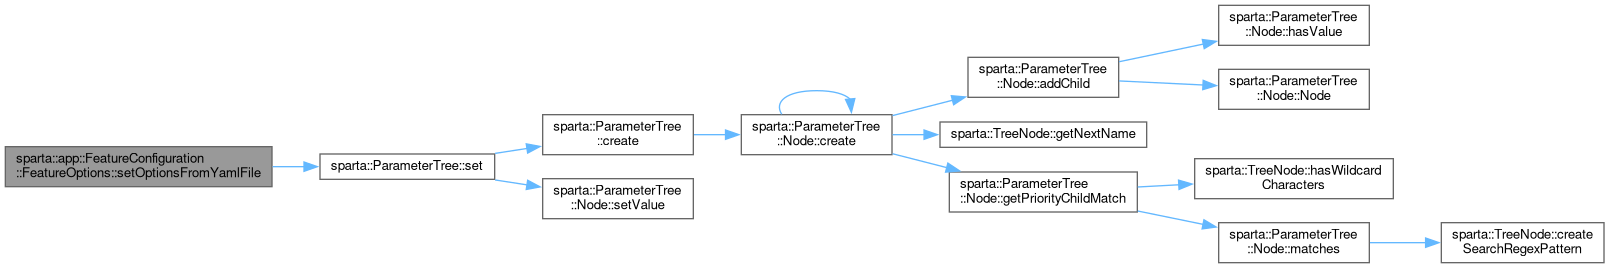 sparta::app::FeatureConfiguration
::FeatureOptions::setOptionsFromYamlFile
sparta::ParameterTree::set
sparta::ParameterTree
::create
sparta::ParameterTree
::Node::setValue
sparta::ParameterTree
::Node::create
sparta::ParameterTree
::Node::addChild
sparta::TreeNode::getNextName
sparta::ParameterTree
::Node::getPriorityChildMatch
sparta::ParameterTree
::Node::hasValue
sparta::ParameterTree
::Node::Node
sparta::TreeNode::hasWildcard
Characters
sparta::ParameterTree
::Node::matches
sparta::TreeNode::create
SearchRegexPattern